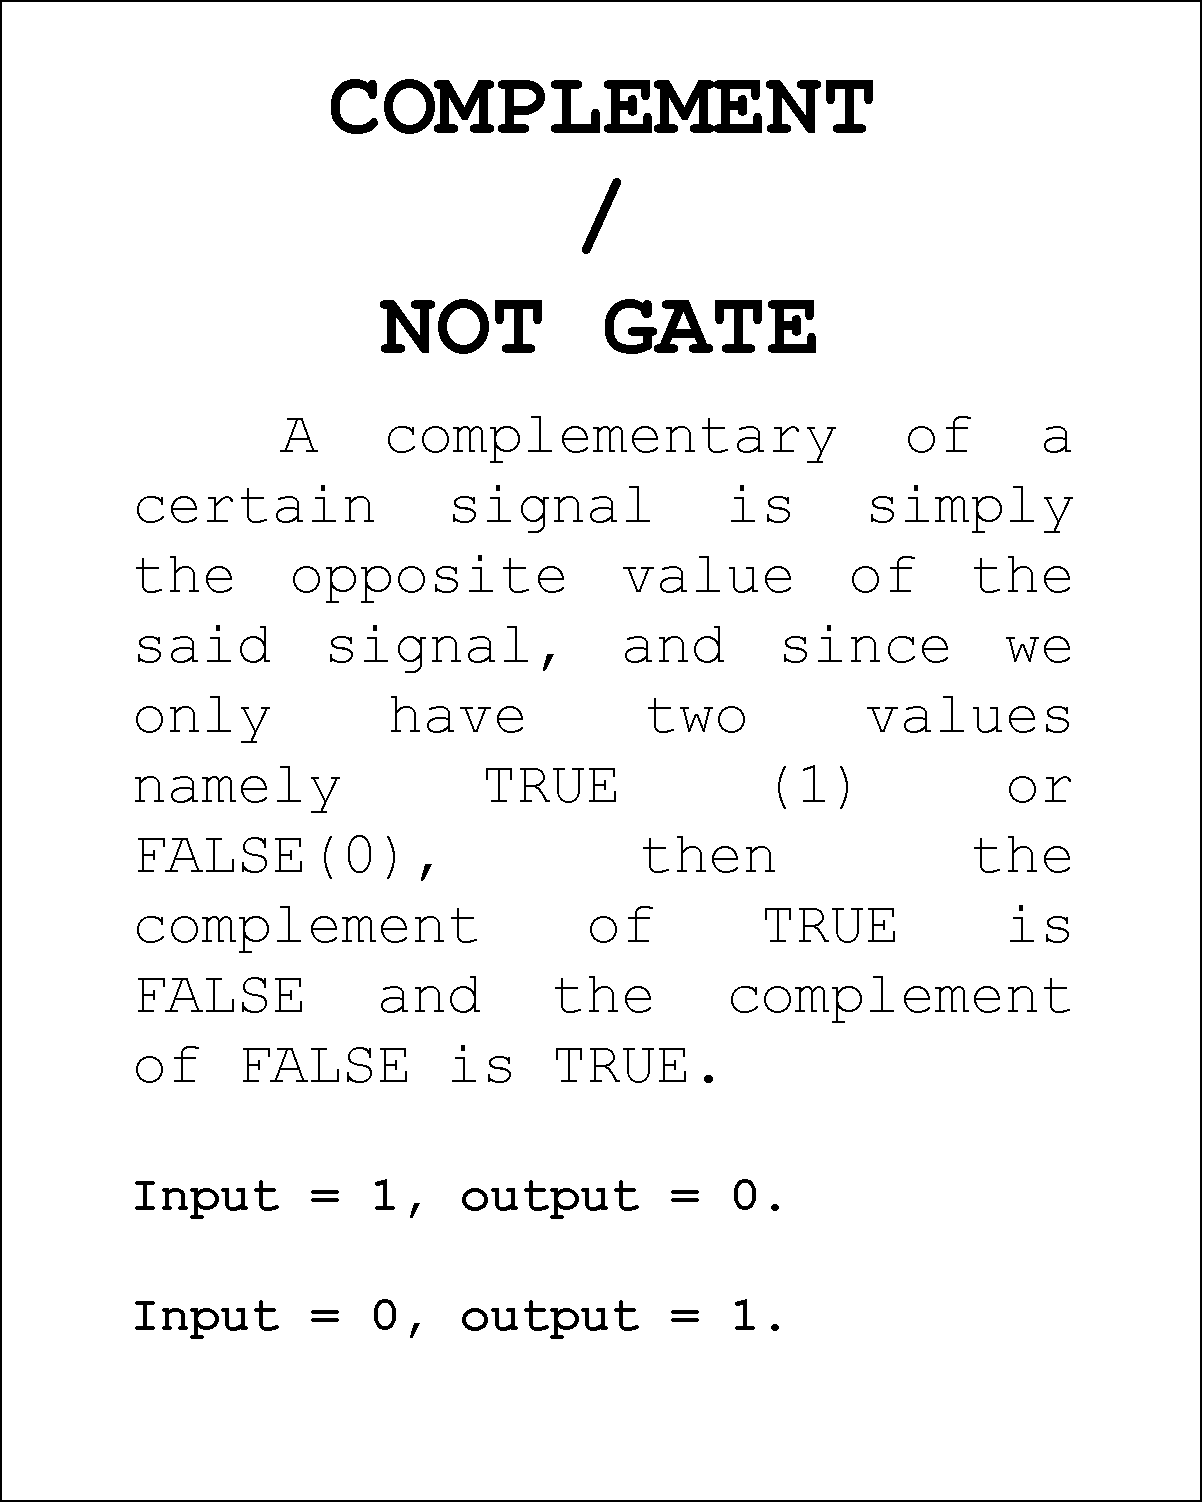 COMPLEMENT
/
NOT GATE
A complementary of a
certain signal is simply
the opposite value of the
said signal, and since we
only have two values
namely TRUE (1) or
FALSE(0), then the
complement of TRUE is
FALSE and the complement
of FALSE is TRUE.
Input = 1, output = 0.
Input = 0, output = 1.